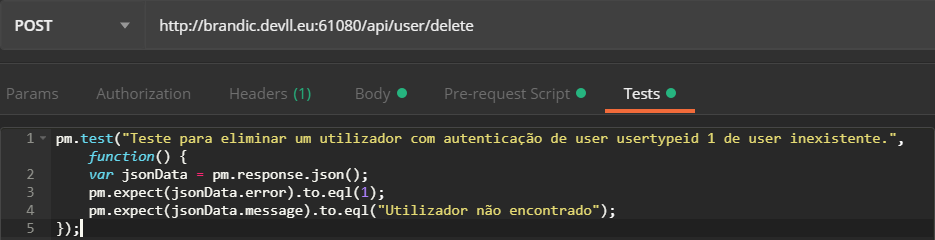 POST http://brandic.devll.eu:61080/api/user/delete
Params Authorization Headers (1) Body Pre-request Script Tests
1 pm.test("Teste para eliminar um utilizador com autenticação de user usertypeid 1 de user inexistente.",
function() {
2 var jsonData = pm.response.json();
3 pm.expect(jsonData.error).to.eql(1);
4 pm.expect(jsonData.message).to.eql("Utilizador não encontrado");
5 });